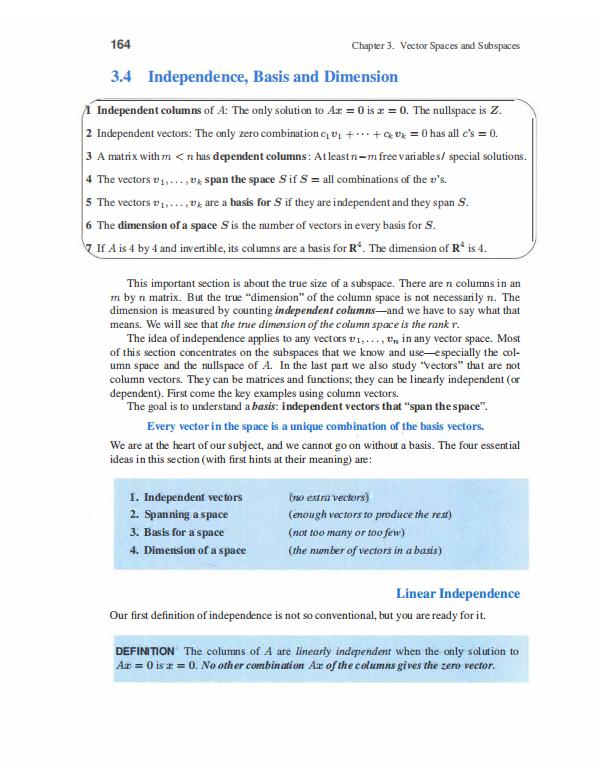 164
Chapter 3. Vector Spaces and Subspaces
3.4 Independence, Basis and Dimension
1 Independent columns of A: The only solution to Ax = 0 is x = 0. The nullspace is Z.
2 Independent vectors: The only zero combination c₁v₁ + ··· + cₖvₖ = 0 has all c's = 0.
3 A matrix with m < n has dependent columns: At least n − m free variables/ special solutions.
4 The vectors v₁, . . . , vₖ span the space S if S = all combinations of the v's.
5 The vectors v₁, . . . , vₖ are a basis for S if they are independent and they span S.
6 The dimension of a space S is the number of vectors in every basis for S.
7 If A is 4 by 4 and invertible, its columns are a basis for R⁴. The dimension of R⁴ is 4.
This important section is about the true size of a subspace. There are n columns in an
m by n matrix. But the true "dimension" of the column space is not necessarily n. The
dimension is measured by counting independent columns—and we have to say what that
means. We will see that the true dimension of the column space is the rank r.
The idea of independence applies to any vectors v₁, . . . , vₙ in any vector space. Most
of this section concentrates on the subspaces that we know and use—especially the col-
umn space and the nullspace of A. In the last part we also study "vectors" that are not
column vectors. They can be matrices and functions; they can be linearly independent (or
dependent). First come the key examples using column vectors.
The goal is to understand a basis: independent vectors that "span the space".
Every vector in the space is a unique combination of the basis vectors.
We are at the heart of our subject, and we cannot go on without a basis. The four essential
ideas in this section (with first hints at their meaning) are:
1. Independent vectors (no extra vectors)
2. Spanning a space (enough vectors to produce the rest)
3. Basis for a space (not too many or too few)
4. Dimension of a space (the number of vectors in a basis)
Linear Independence
Our first definition of independence is not so conventional, but you are ready for it.
DEFINITION The columns of A are linearly independent when the only solution to
Ax = 0 is x = 0. No other combination Ax of the columns gives the zero vector.